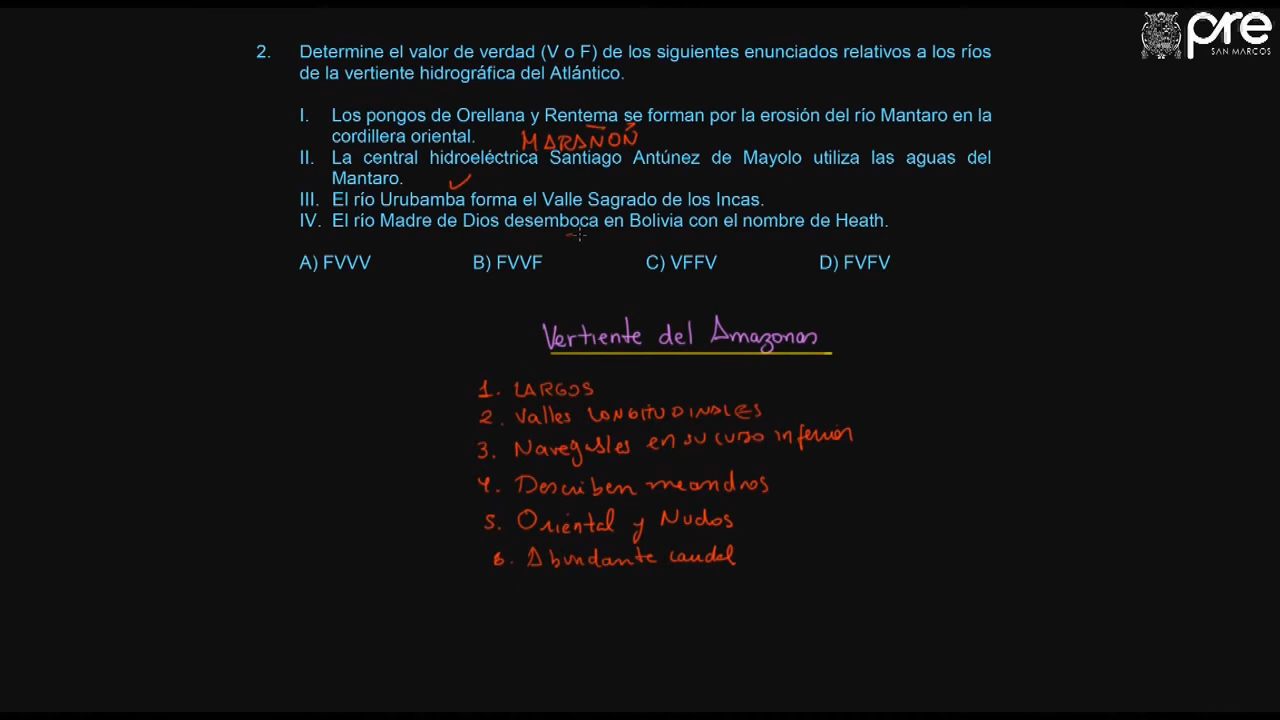 pre
SAN MARCOS
2. Determine el valor de verdad (V o F) de los siguientes enunciados relativos a los ríos
de la vertiente hidrográfica del Atlántico.
I. Los pongos de Orellana y Rentema se forman por la erosión del río Mantaro en la
cordillera oriental.
MARAÑÓN
II. La central hidroeléctrica Santiago Antúnez de Mayolo utiliza las aguas del
Mantaro.
III. El río Urubamba forma el Valle Sagrado de los Incas.
IV. El río Madre de Dios desemboca en Bolivia con el nombre de Heath.
A) FVVV B) FVVF C) VFFV D) FVFV
Vertiente del Amazonas
1. LARGOS
2. Valles LONGITUDINALES
3. Navegables en su curso inferior
4. Describen meandros
5. Oriental y Nudos
6. Abundante caudal